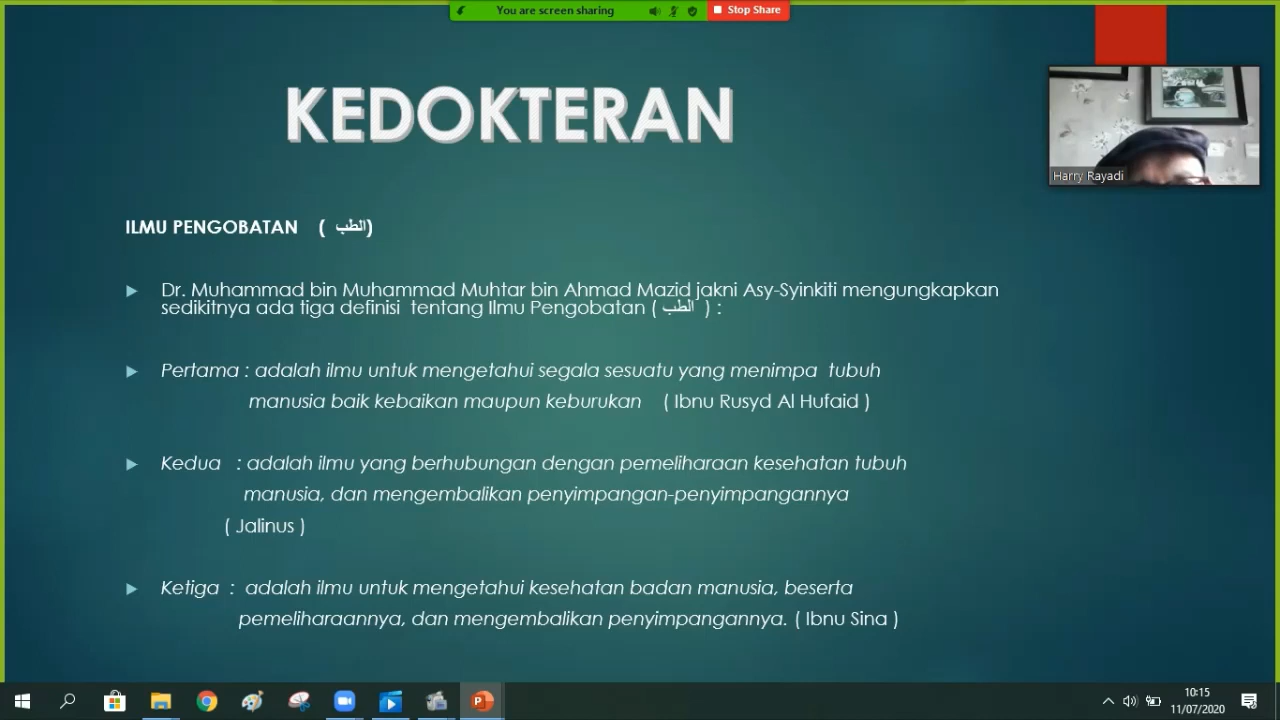 You are screen sharing
Stop Share
KEDOKTERAN
Harry Rayadi
ILMU PENGOBATAN ( الطب)
Dr. Muhammad bin Muhammad Muhtar bin Ahmad Mazid jakni Asy-Syinkiti mengungkapkan
sedikitnya ada tiga definisi tentang Ilmu Pengobatan ( الطب ) :
Pertama : adalah ilmu untuk mengetahui segala sesuatu yang menimpa tubuh
manusia baik kebaikan maupun keburukan ( Ibnu Rusyd Al Hufaid )
Kedua : adalah ilmu yang berhubungan dengan pemeliharaan kesehatan tubuh
manusia, dan mengembalikan penyimpangan-penyimpangannya
( Jalinus )
Ketiga : adalah ilmu untuk mengetahui kesehatan badan manusia, beserta
pemeliharaannya, dan mengembalikan penyimpangannya. ( Ibnu Sina )
10:15
11/07/2020